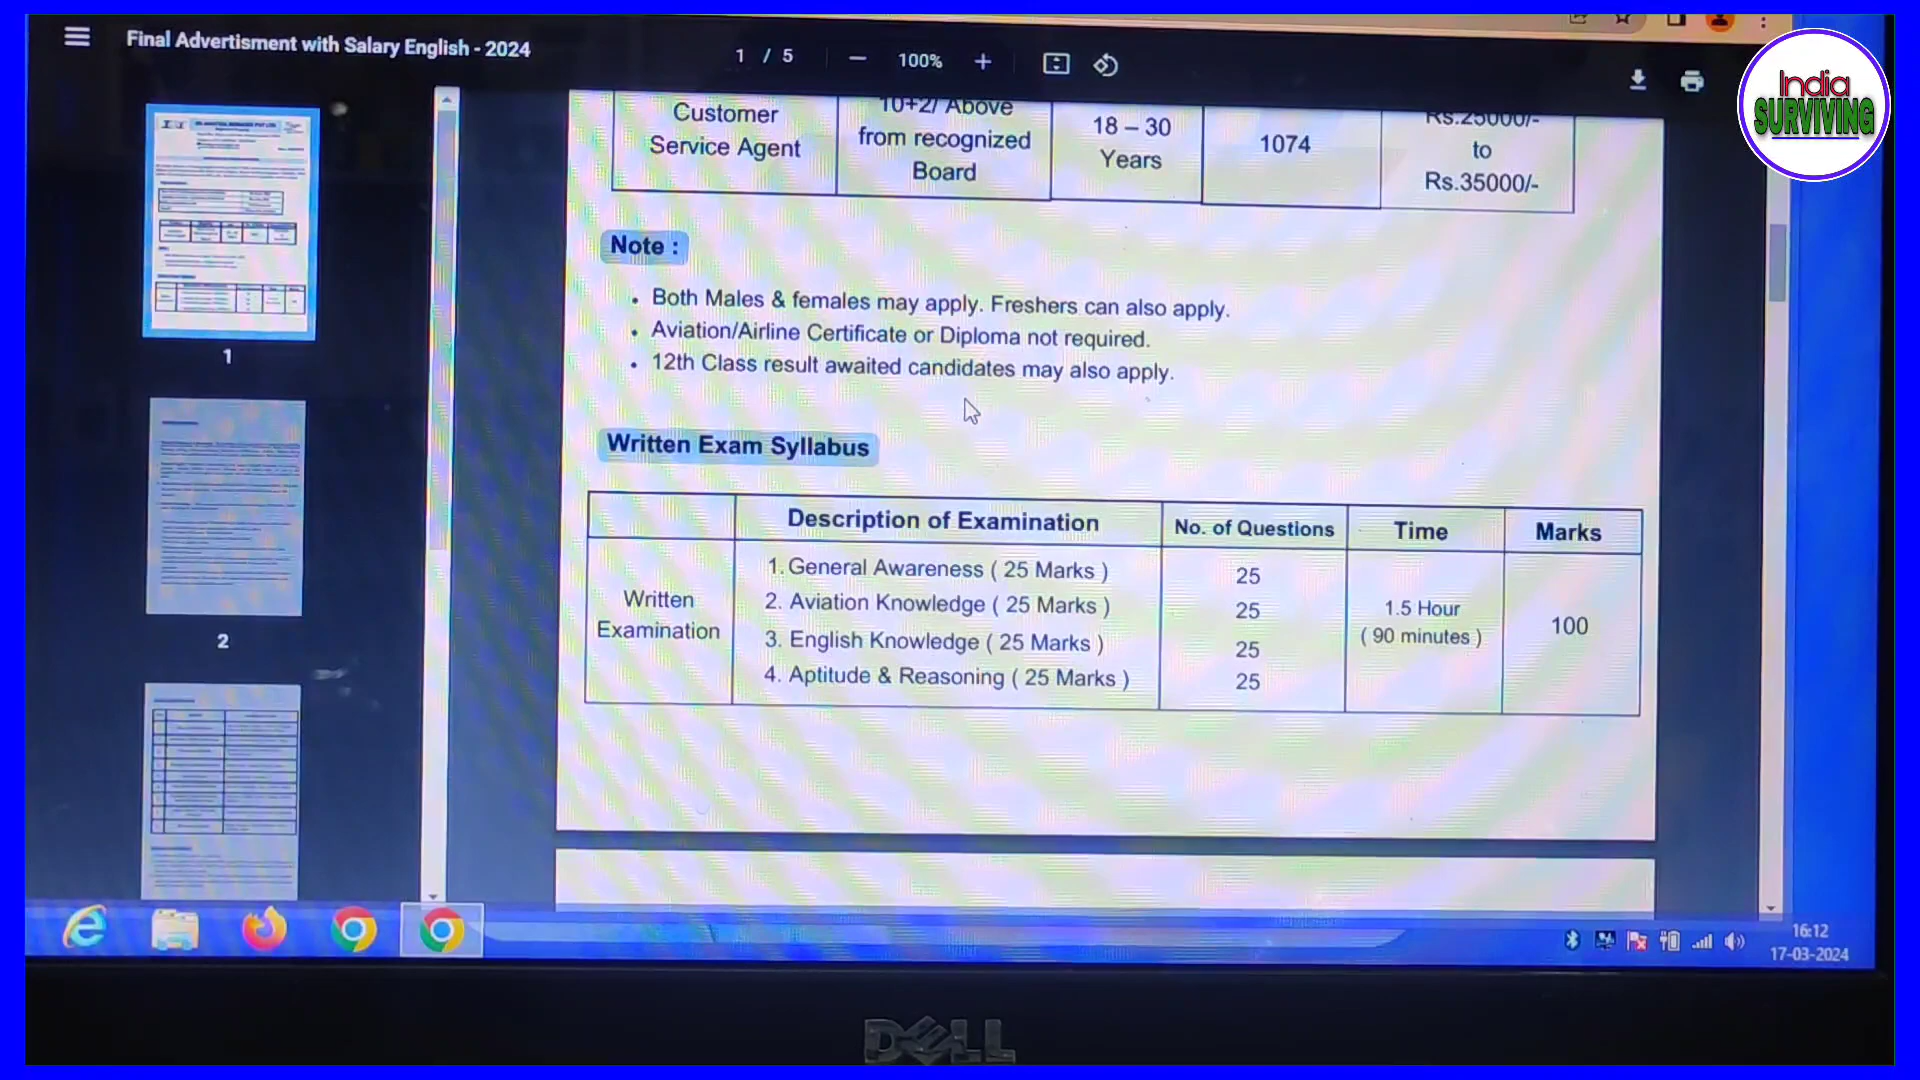 Final Advertisment with Salary English - 2024
1 / 5
100%
India
SURVIVING
Customer
Service Agent
10+2/ Above
from recognized
Board
18 – 30
Years
1074
Rs.25000/-
to
Rs.35000/-
Note :
• Both Males & females may apply. Freshers can also apply.
• Aviation/Airline Certificate or Diploma not required.
• 12th Class result awaited candidates may also apply.
Written Exam Syllabus
Description of Examination No. of Questions Time Marks
Written
Examination
1. General Awareness ( 25 Marks ) 25
2. Aviation Knowledge ( 25 Marks ) 25
3. English Knowledge ( 25 Marks ) 25
4. Aptitude & Reasoning ( 25 Marks ) 25
1.5 Hour
( 90 minutes )
100
1
2
16:12
17-03-2024
DELL